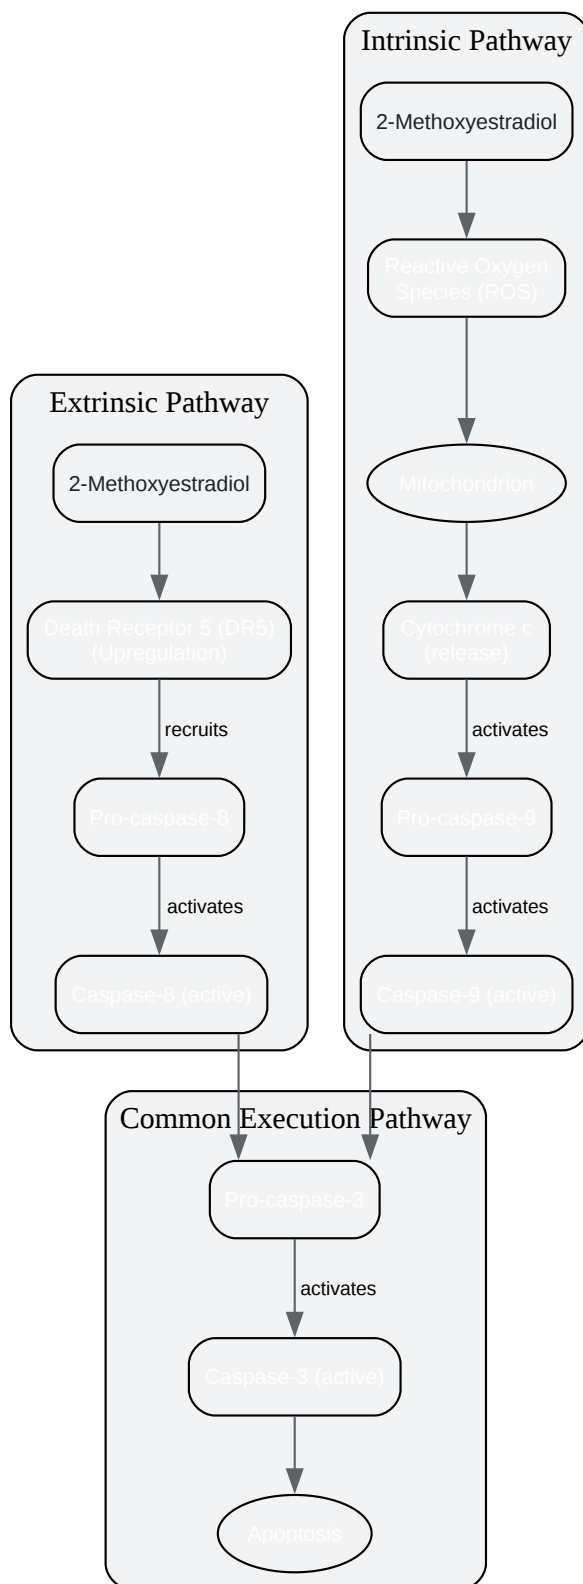 Intrinsic Pathway
2-Methoxyestradiol
Reactive Oxygen
Species (ROS)
Mitochondrion
Cytochrome c
(release)
activates
Pro-caspase-9
activates
Caspase-9 (active)
Extrinsic Pathway
2-Methoxyestradiol
Death Receptor 5 (DR5)
(Upregulation)
recruits
Pro-caspase-8
activates
Caspase-8 (active)
Common Execution Pathway
Pro-caspase-3
activates
Caspase-3 (active)
Apoptosis